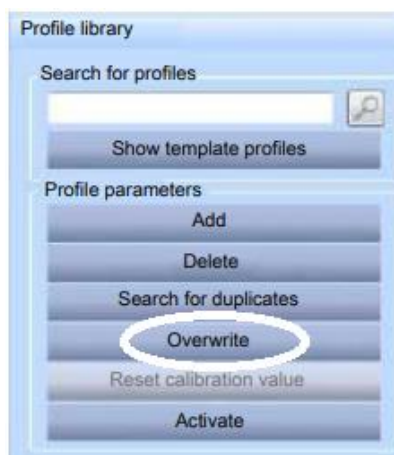 Profile library
Search for profiles
Show template profiles
Profile parameters
Add
Delete
Search for duplicates
Overwrite
Reset calibration value
Activate